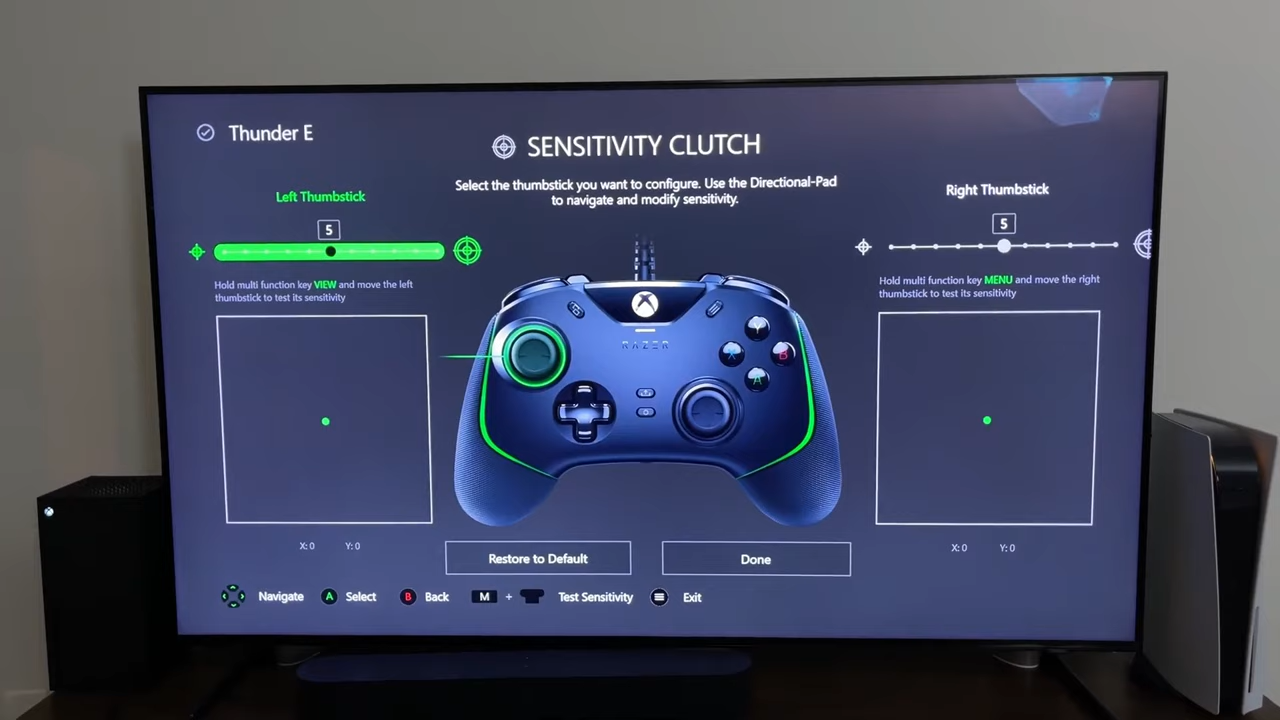 Thunder E
SENSITIVITY CLUTCH
Select the thumbstick you want to configure. Use the Directional-Pad
to navigate and modify sensitivity.
Left Thumbstick
5
Hold multi function key VIEW and move the left
thumbstick to test its sensitivity
X: 0 Y: 0
Right Thumbstick
5
Hold multi function key MENU and move the right
thumbstick to test its sensitivity
X: 0 Y: 0
RAZER
Y
X
B
A
Restore to Default
Done
Navigate
A Select
B Back
M + Test Sensitivity
Exit